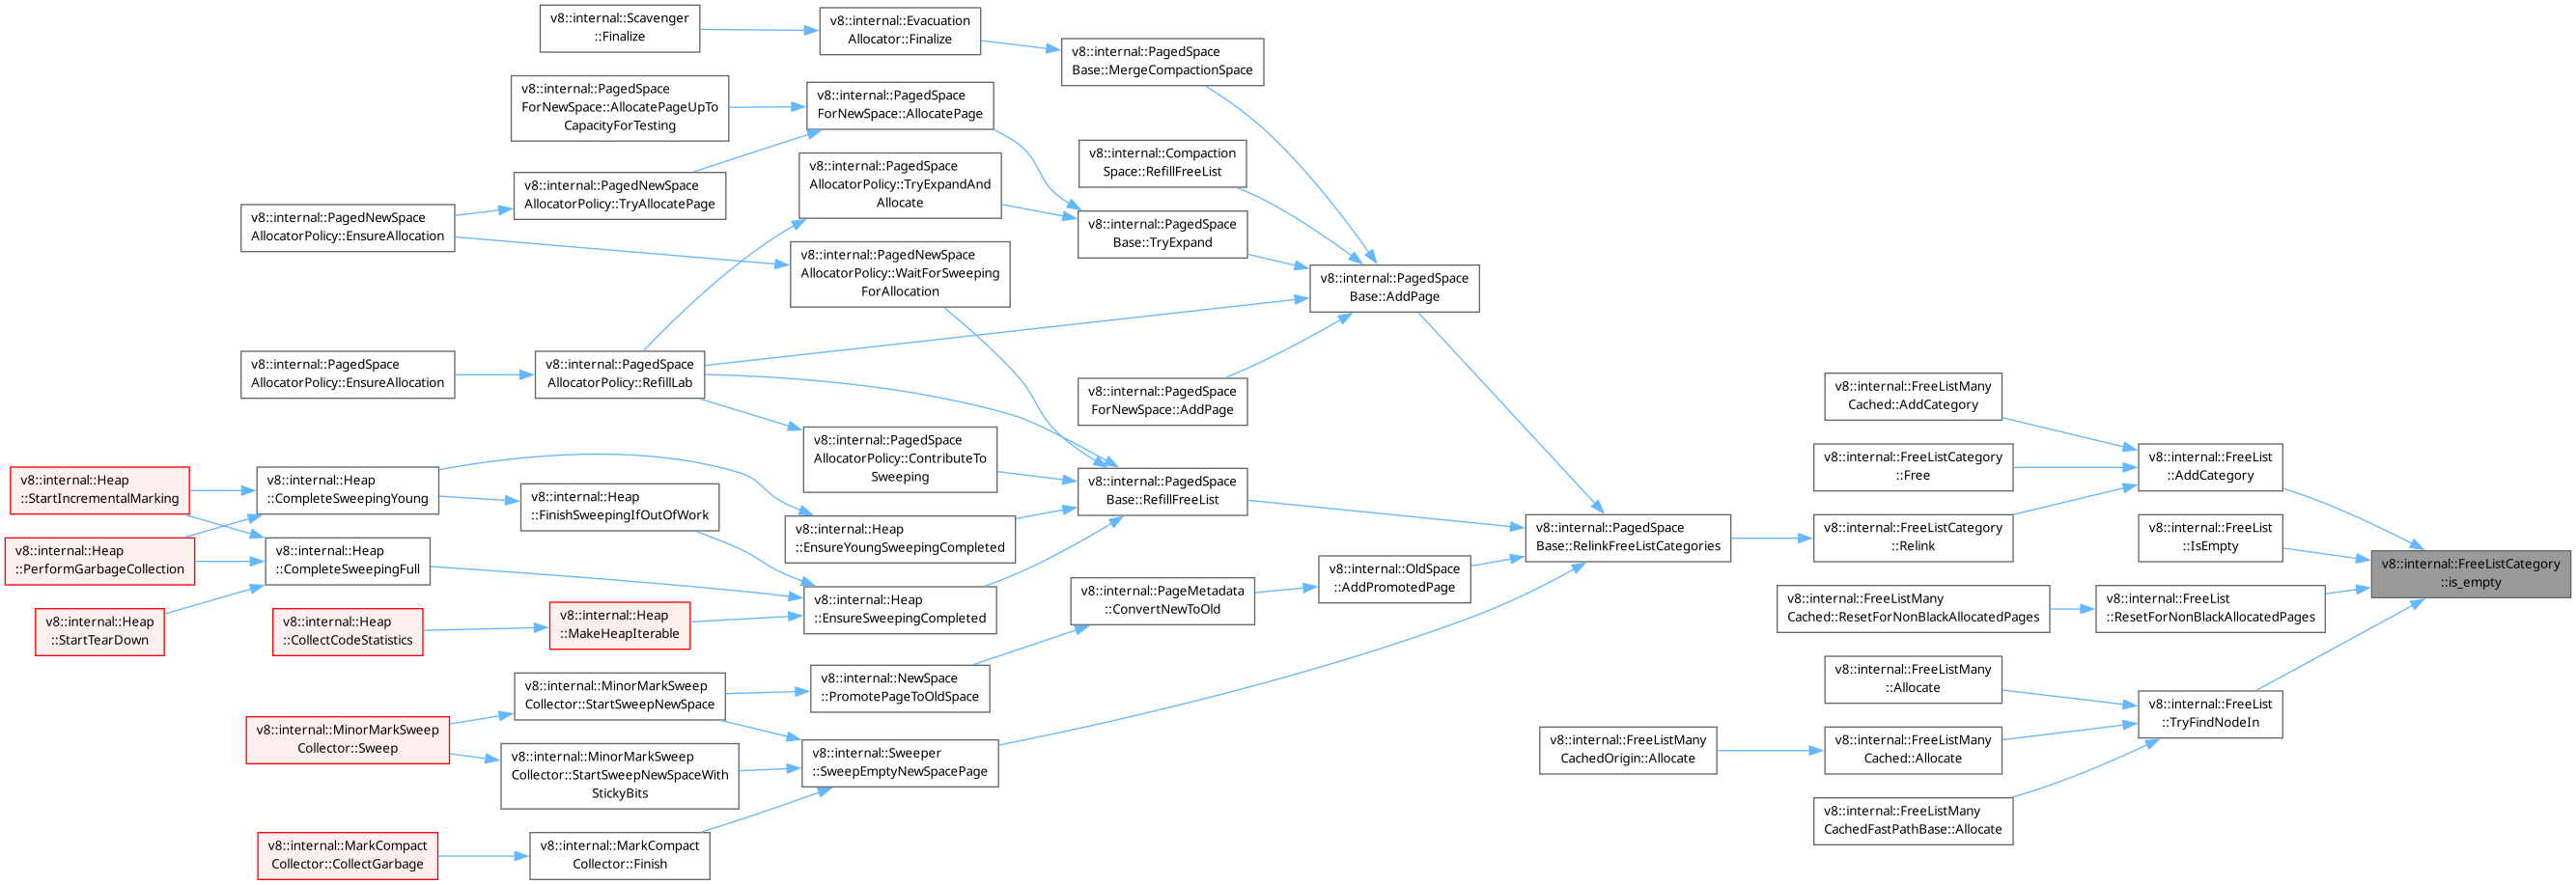 v8::internal::Scavenger
::Finalize
v8::internal::Evacuation
Allocator::Finalize
v8::internal::PagedSpace
Base::MergeCompactionSpace
v8::internal::PagedSpace
ForNewSpace::AllocatePageUpTo
CapacityForTesting
v8::internal::PagedSpace
ForNewSpace::AllocatePage
v8::internal::Compaction
Space::RefillFreeList
v8::internal::PagedSpace
AllocatorPolicy::TryExpandAnd
Allocate
v8::internal::PagedNewSpace
AllocatorPolicy::TryAllocatePage
v8::internal::PagedNewSpace
AllocatorPolicy::EnsureAllocation
v8::internal::PagedSpace
Base::TryExpand
v8::internal::PagedNewSpace
AllocatorPolicy::WaitForSweeping
ForAllocation
v8::internal::PagedSpace
Base::AddPage
v8::internal::PagedSpace
AllocatorPolicy::EnsureAllocation
v8::internal::PagedSpace
AllocatorPolicy::RefillLab
v8::internal::PagedSpace
ForNewSpace::AddPage
v8::internal::FreeListMany
Cached::AddCategory
v8::internal::PagedSpace
AllocatorPolicy::ContributeTo
Sweeping
v8::internal::FreeListCategory
::Free
v8::internal::FreeList
::AddCategory
v8::internal::Heap
::StartIncrementalMarking
v8::internal::Heap
::CompleteSweepingYoung
v8::internal::Heap
::FinishSweepingIfOutOfWork
v8::internal::PagedSpace
Base::RefillFreeList
v8::internal::Heap
::EnsureYoungSweepingCompleted
v8::internal::PagedSpace
Base::RelinkFreeListCategories
v8::internal::FreeListCategory
::Relink
v8::internal::FreeList
::IsEmpty
v8::internal::Heap
::PerformGarbageCollection
v8::internal::Heap
::CompleteSweepingFull
v8::internal::FreeListCategory
::is_empty
v8::internal::OldSpace
::AddPromotedPage
v8::internal::PageMetadata
::ConvertNewToOld
v8::internal::Heap
::EnsureSweepingCompleted
v8::internal::FreeListMany
Cached::ResetForNonBlackAllocatedPages
v8::internal::FreeList
::ResetForNonBlackAllocatedPages
v8::internal::Heap
::StartTearDown
v8::internal::Heap
::CollectCodeStatistics
v8::internal::Heap
::MakeHeapIterable
v8::internal::NewSpace
::PromotePageToOldSpace
v8::internal::MinorMarkSweep
Collector::StartSweepNewSpace
v8::internal::FreeListMany
::Allocate
v8::internal::FreeList
::TryFindNodeIn
v8::internal::MinorMarkSweep
Collector::Sweep
v8::internal::MinorMarkSweep
Collector::StartSweepNewSpaceWith
StickyBits
v8::internal::Sweeper
::SweepEmptyNewSpacePage
v8::internal::FreeListMany
CachedOrigin::Allocate
v8::internal::FreeListMany
Cached::Allocate
v8::internal::FreeListMany
CachedFastPathBase::Allocate
v8::internal::MarkCompact
Collector::CollectGarbage
v8::internal::MarkCompact
Collector::Finish